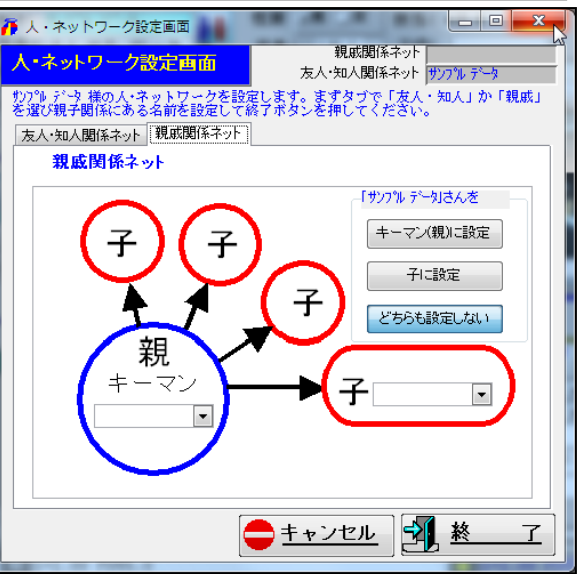 人・ネットワーク設定画面
人・ネットワーク設定画面
親戚関係ネット
友人・知人関係ネット ｻﾝﾌﾟﾙ ﾃﾞｰﾀ
ｻﾝﾌﾟﾙ ﾃﾞｰﾀ 様の人・ネットワークを設定します。まずタブで「友人・知人」か「親戚」
を選び親子関係にある名前を設定して終了ボタンを押してください。
友人・知人関係ネット 親戚関係ネット
親戚関係ネット
「ｻﾝﾌﾟﾙ ﾃﾞｰﾀ」さんを
キーマン(親)に設定
子に設定
どちらも設定しない
子
子
子
親
キーマン
子
キャンセル
終 了